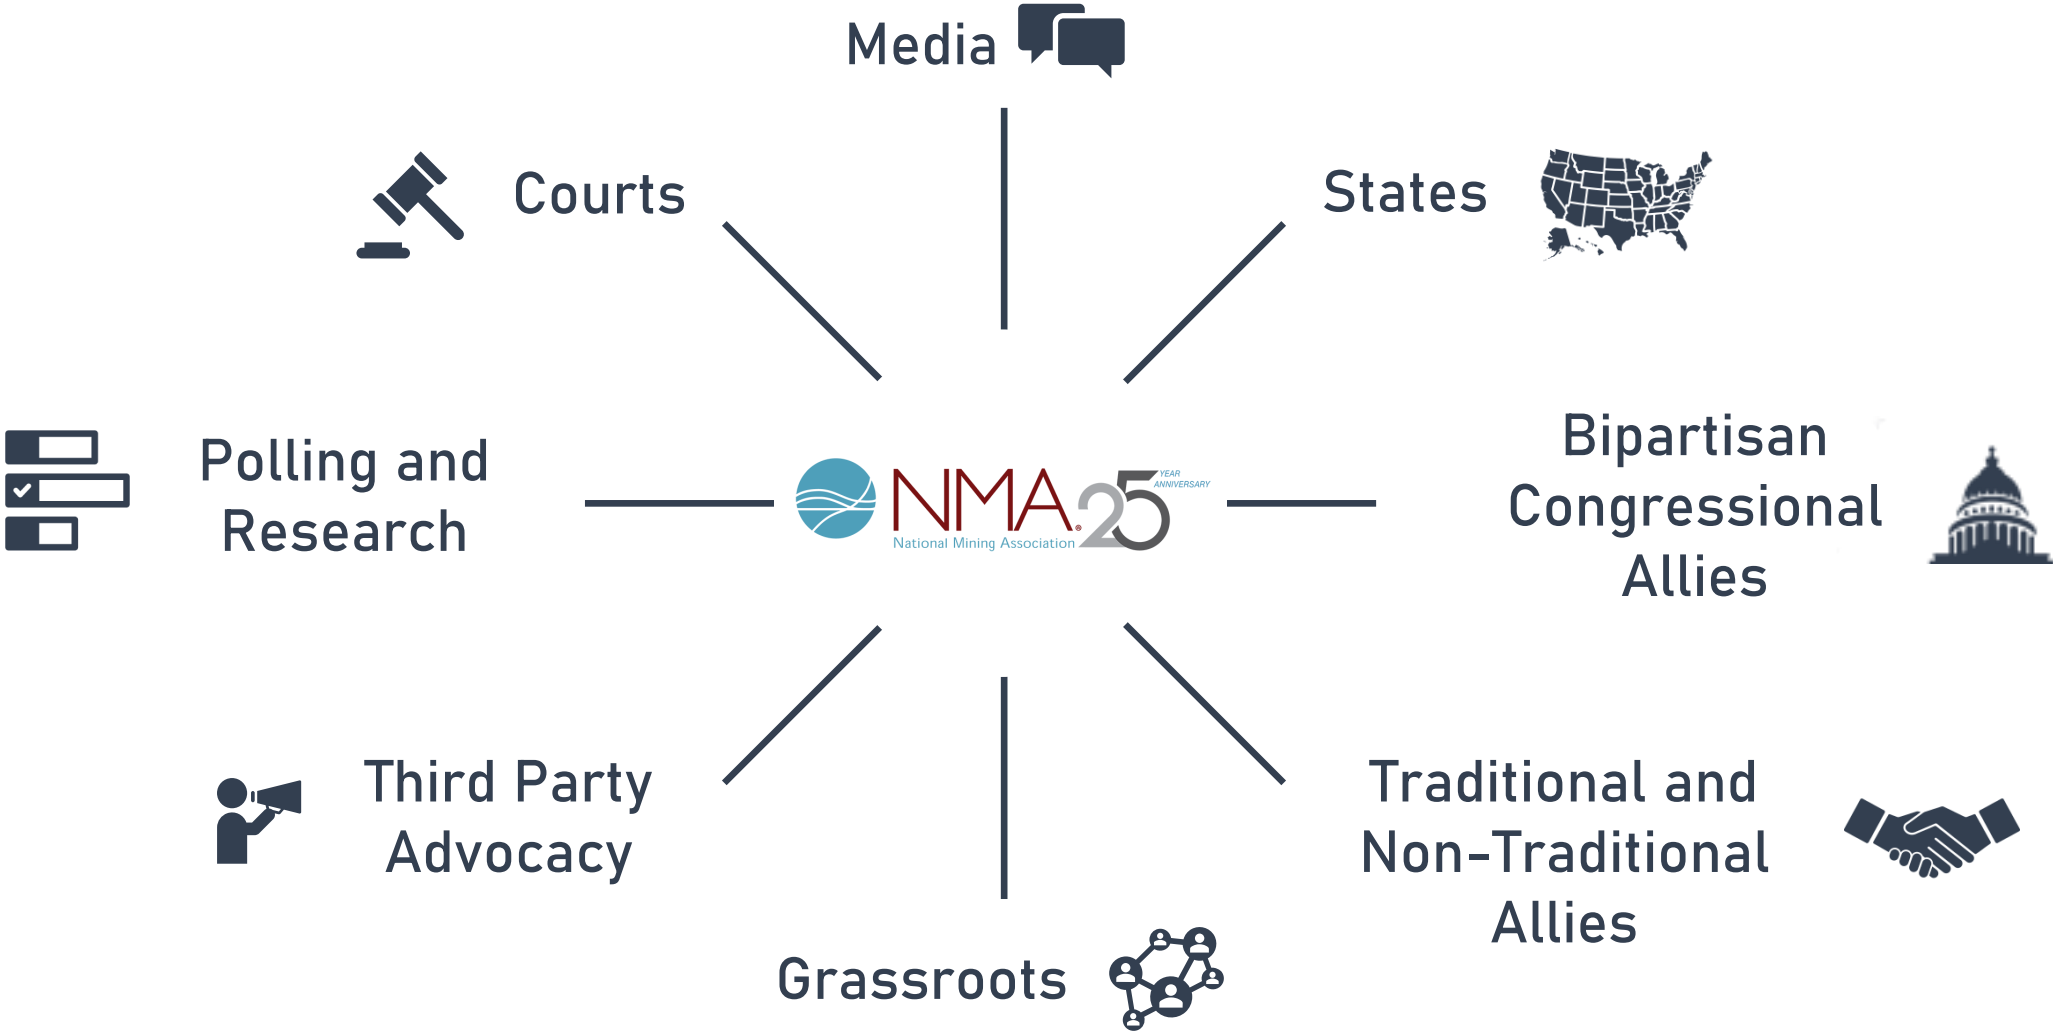 Media
Courts
States
Polling and
Research
NMA®
National Mining Association
25
YEAR
ANNIVERSARY
Bipartisan
Congressional
Allies
Third Party
Advocacy
Traditional and
Non-Traditional
Allies
Grassroots